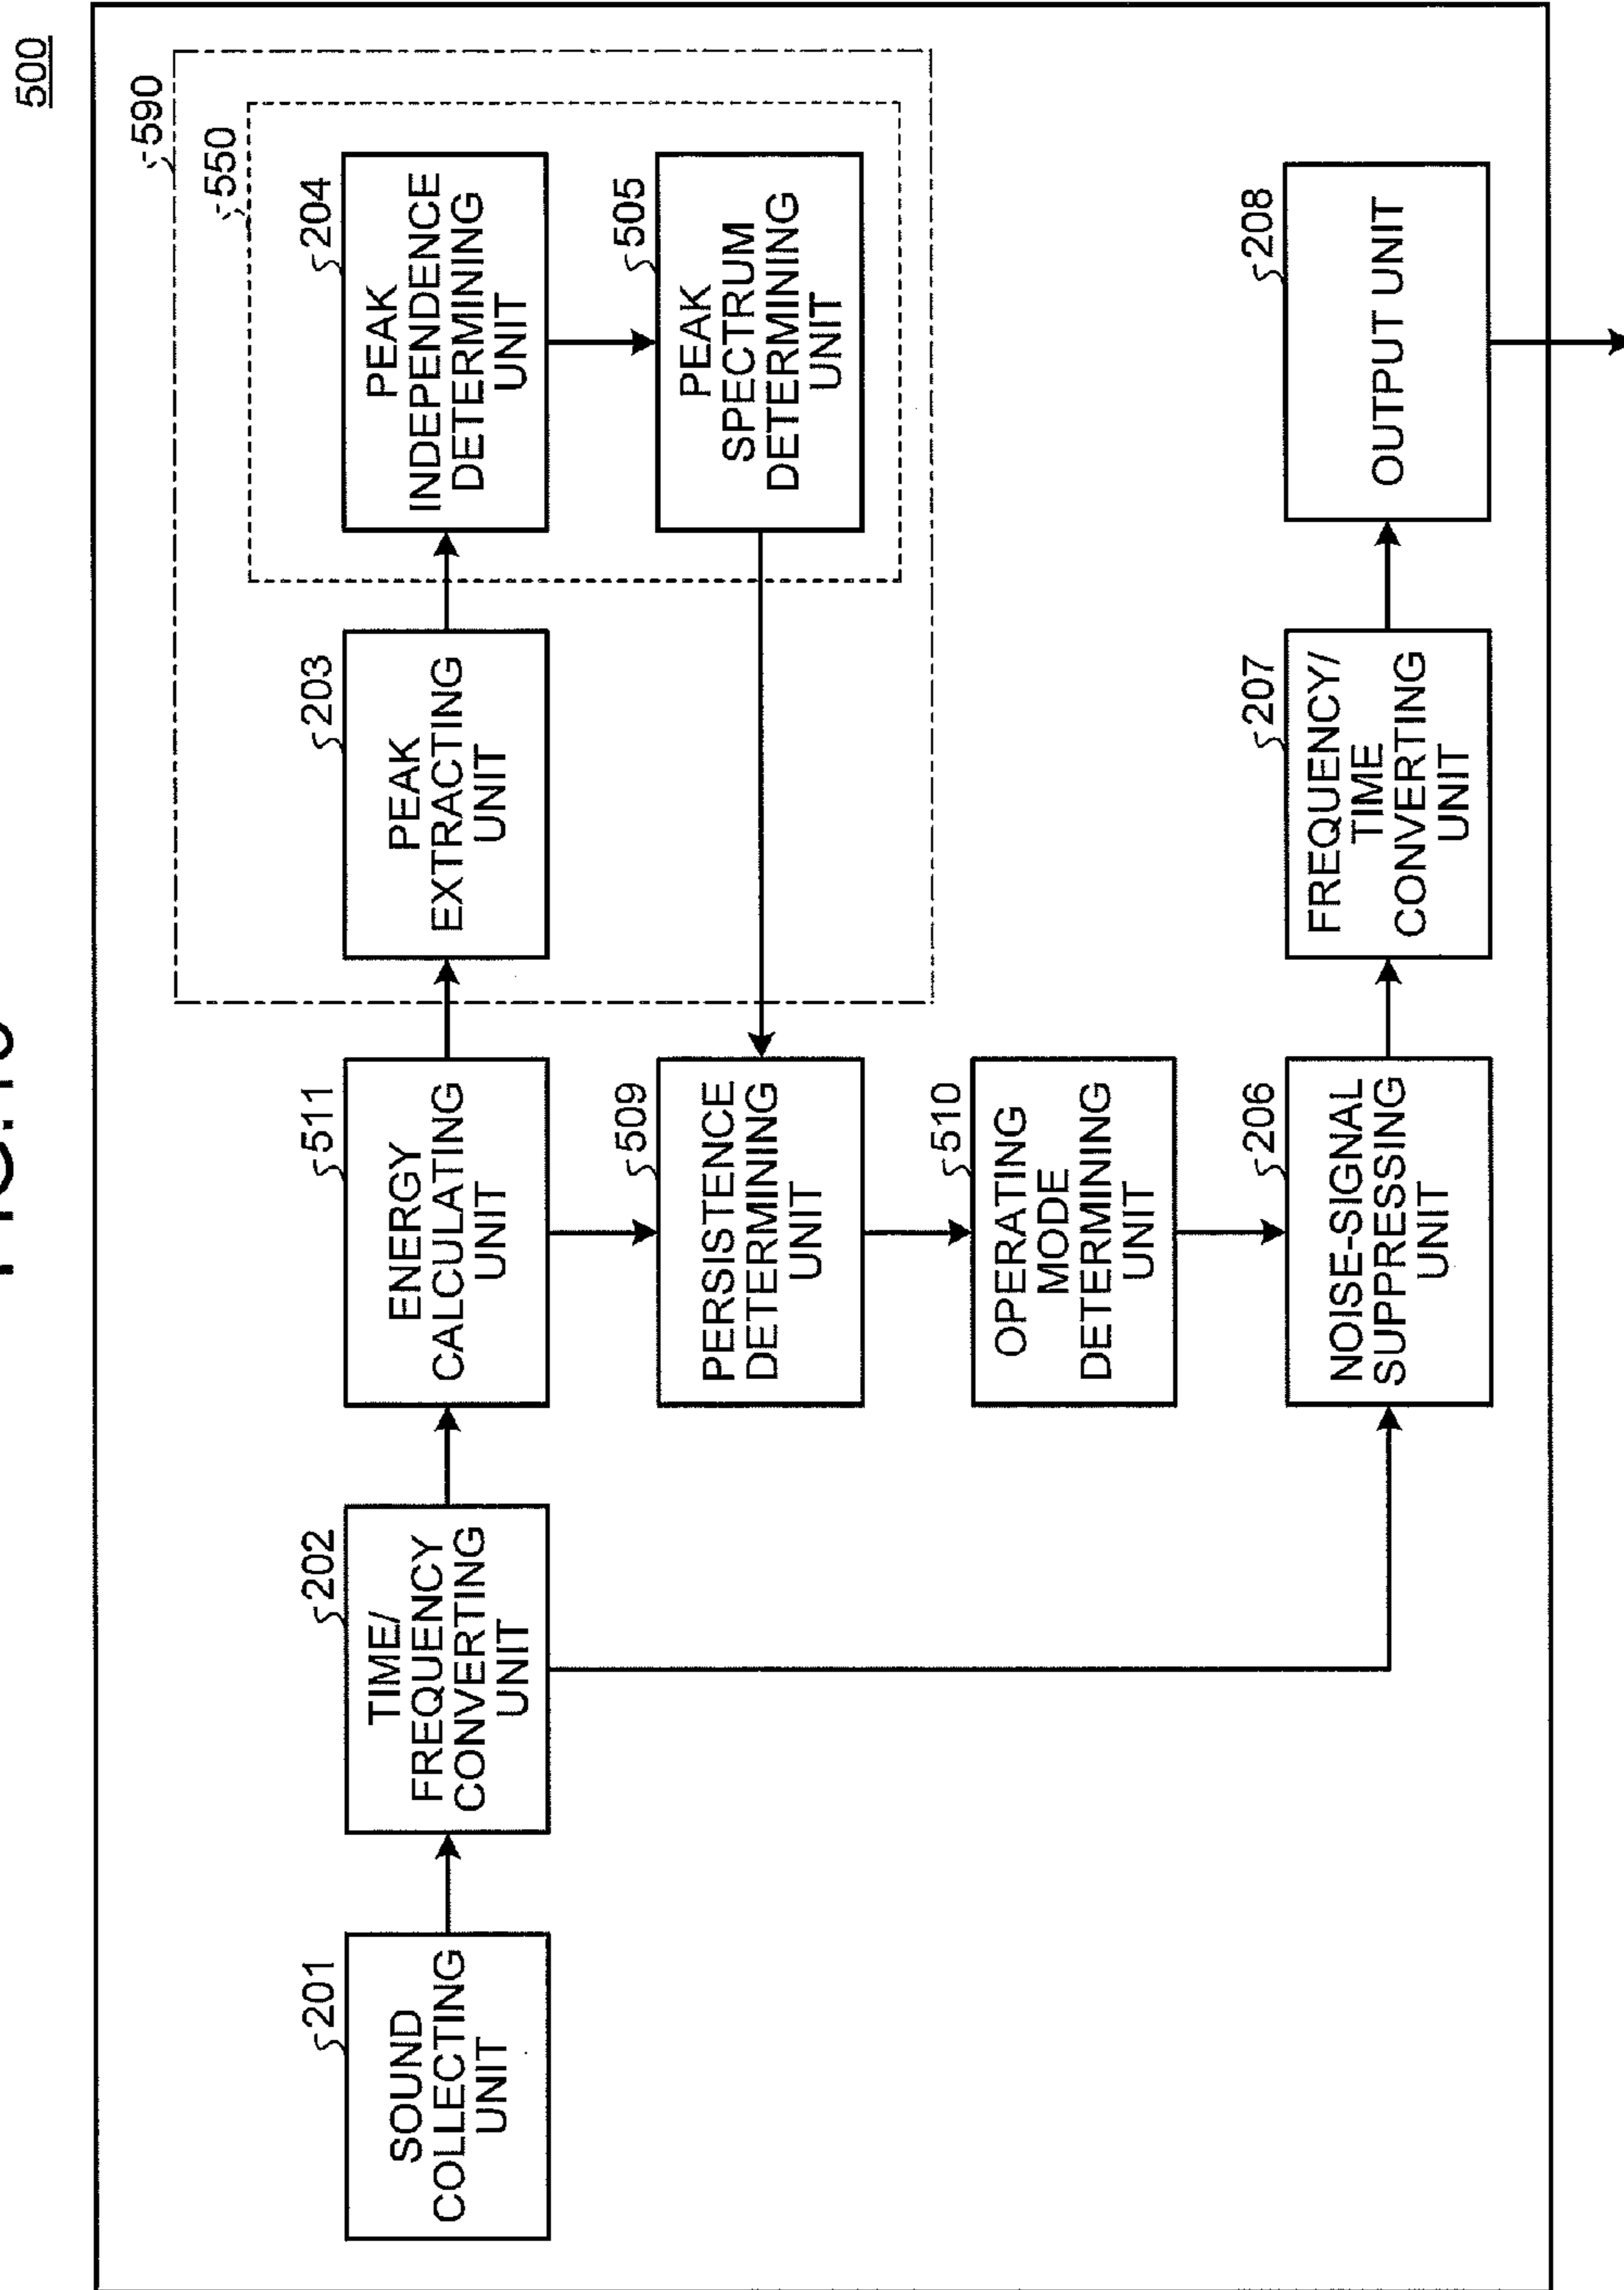 500
590
550
201
SOUND
COLLECTING
UNIT
202
TIME/
FREQUENCY
CONVERTING
UNIT
511
ENERGY
CALCULATING
UNIT
203
PEAK
EXTRACTING
UNIT
204
PEAK
INDEPENDENCE
DETERMINING
UNIT
505
PEAK
SPECTRUM
DETERMINING
UNIT
509
PERSISTENCE
DETERMINING
UNIT
510
OPERATING
MODE
DETERMINING
UNIT
206
NOISE-SIGNAL
SUPPRESSING
UNIT
207
FREQUENCY/
TIME
CONVERTING
UNIT
208
OUTPUT UNIT